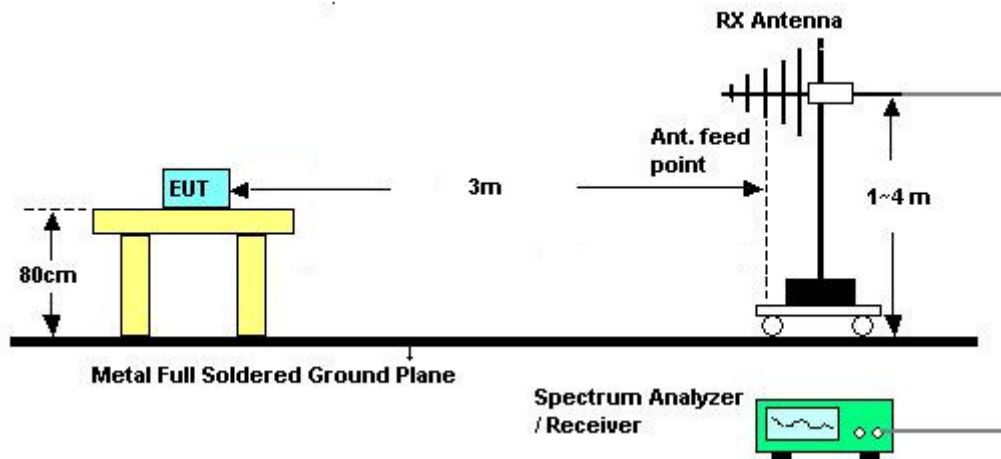 RX Antenna
Ant. feed
point
EUT
3m
1~4 m
80cm
Metal Full Soldered Ground Plane
Spectrum Analyzer
/ Receiver